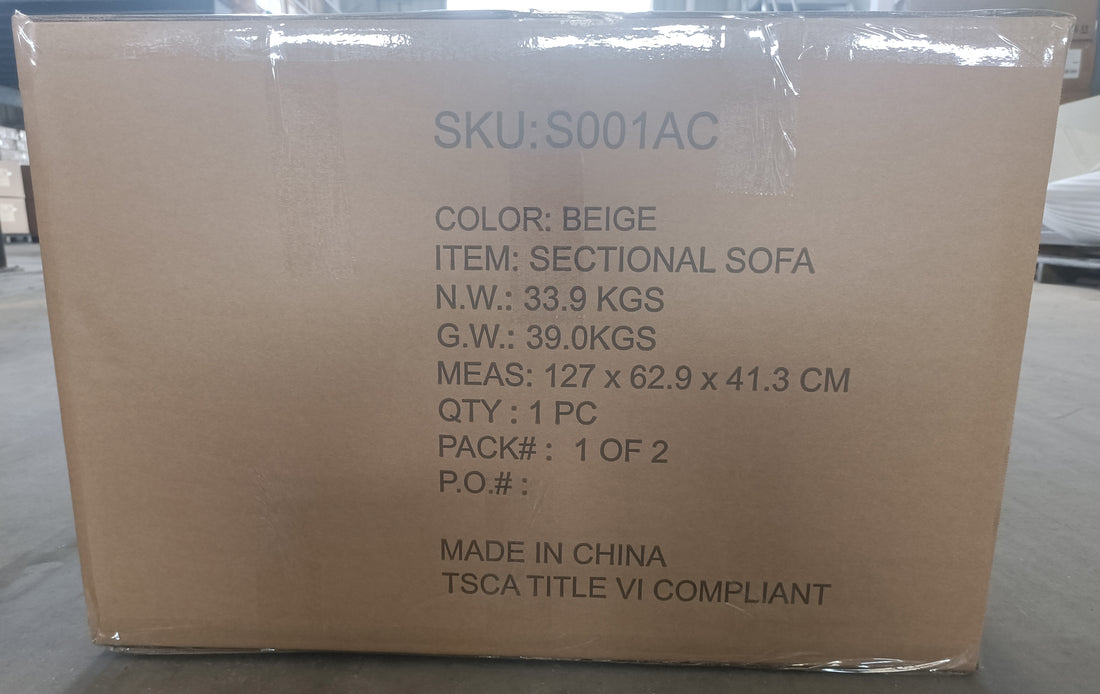 SKU:S001AC
COLOR: BEIGE
ITEM: SECTIONAL SOFA
N.W.: 33.9 KGS
G.W.: 39.0KGS
MEAS: 127 x 62.9 x 41.3 CM
QTY : 1 PC
PACK# : 1 OF 2
P.O.# :
MADE IN CHINA
TSCA TITLE VI COMPLIANT